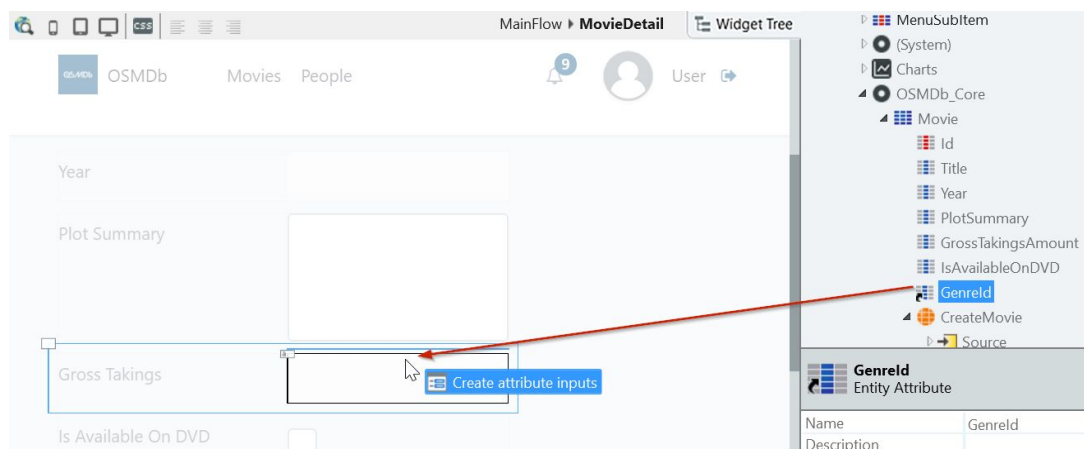 css
MainFlow ▸ MovieDetail
Widget Tree
OSMDb
OSMDb
Movies
People
9
User
Year
Plot Summary
Gross Takings
Create attribute inputs
Is Available On DVD
MenuSubItem
(System)
Charts
OSMDb_Core
Movie
Id
Title
Year
PlotSummary
GrossTakingsAmount
IsAvailableOnDVD
GenreId
CreateMovie
Source
GenreId
Entity Attribute
Name GenreId
Description